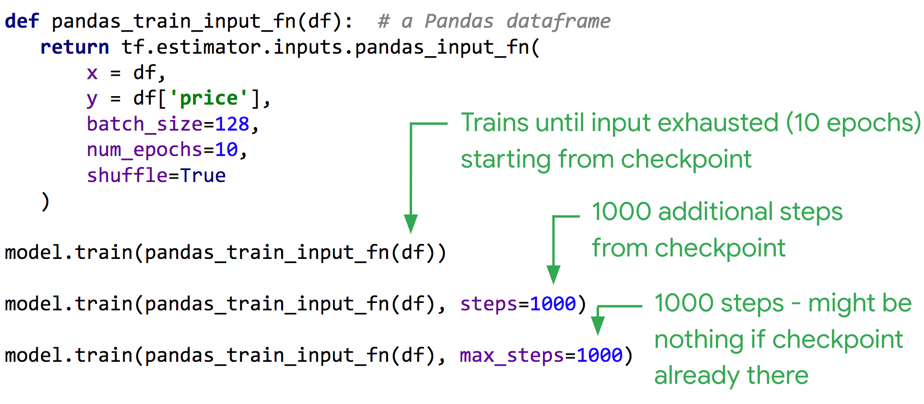 def pandas_train_input_fn(df):  # a Pandas dataframe
   return tf.estimator.inputs.pandas_input_fn(
       x = df,
       y = df['price'],
       batch_size=128,
       num_epochs=10,
       shuffle=True
   )
Trains until input exhausted (10 epochs)
starting from checkpoint
model.train(pandas_train_input_fn(df))
1000 additional steps
from checkpoint
model.train(pandas_train_input_fn(df), steps=1000)
1000 steps - might be
nothing if checkpoint
already there
model.train(pandas_train_input_fn(df), max_steps=1000)